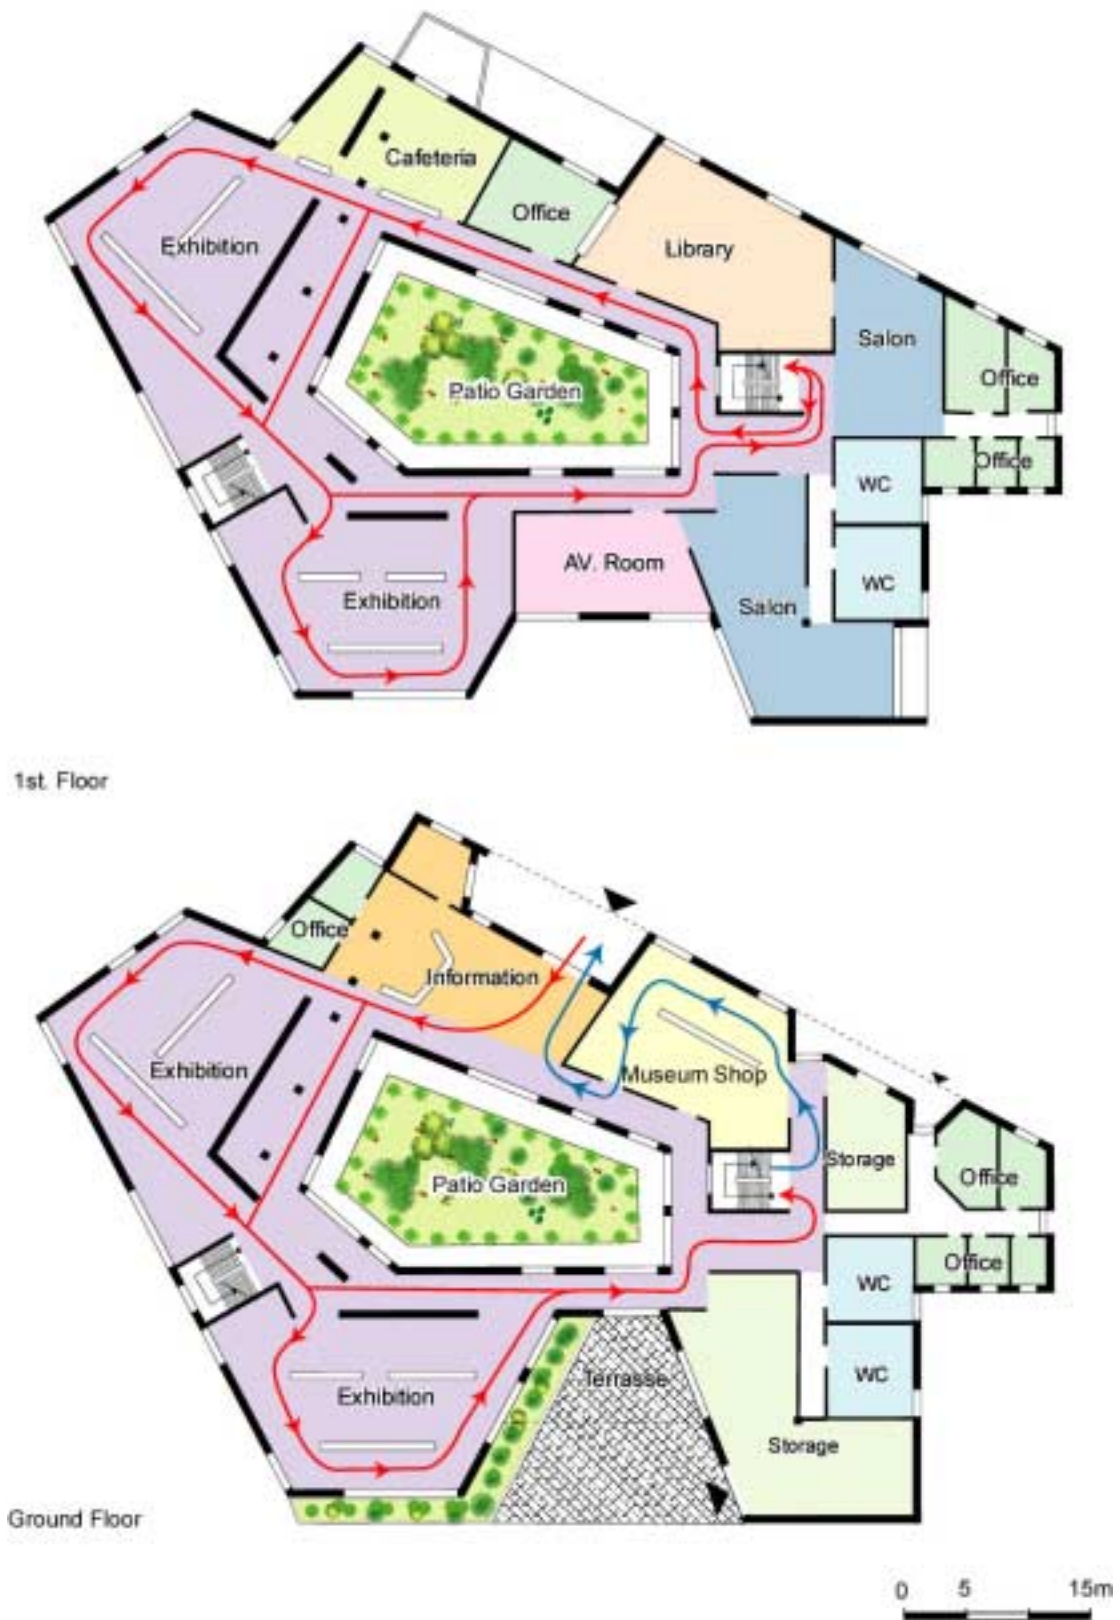 Cafeteria
Office
Exhibition
Library
Salon
Office
Patio Garden
Office
WC
AV. Room
WC
Exhibition
Salon
1st. Floor
Office
Information
Exhibition
Museum Shop
Storage
Office
Patio Garden
Office
WC
Terrasse
WC
Exhibition
Storage
Ground Floor
0 5 15m